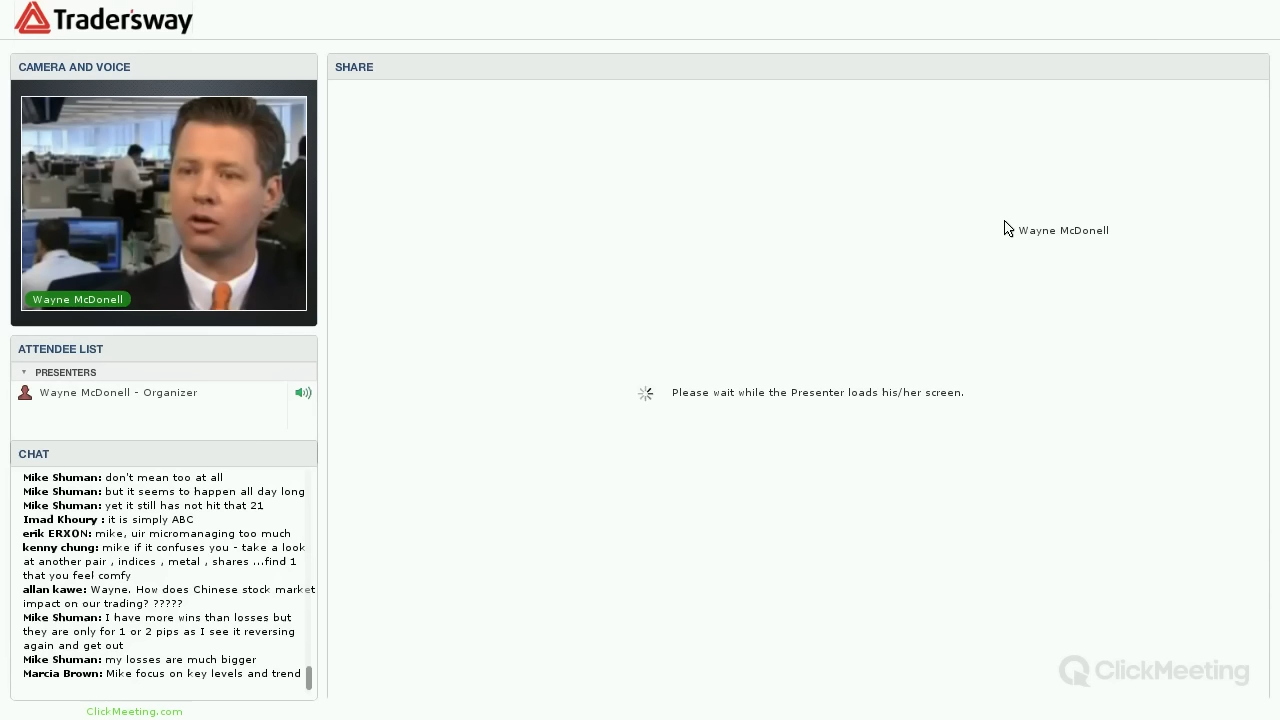 Tradersway
CAMERA AND VOICE
Wayne McDonell
ATTENDEE LIST
PRESENTERS
Wayne McDonell - Organizer
CHAT
Mike Shuman: don't mean too at all
Mike Shuman: but it seems to happen all day long
Mike Shuman: yet it still has not hit that 21
Imad Khoury : it is simply ABC
erik ERXON: mike, uir micromanaging too much
kenny chung: mike if it confuses you - take a look
at another pair , indices , metal , shares ...find 1
that you feel comfy
allan kawe: Wayne. How does Chinese stock market
impact on our trading? ?????
Mike Shuman: I have more wins than losses but
they are only for 1 or 2 pips as I see it reversing
again and get out
Mike Shuman: my losses are much bigger
Marcia Brown: Mike focus on key levels and trend
ClickMeeting.com
SHARE
Wayne McDonell
Please wait while the Presenter loads his/her screen.
ClickMeeting